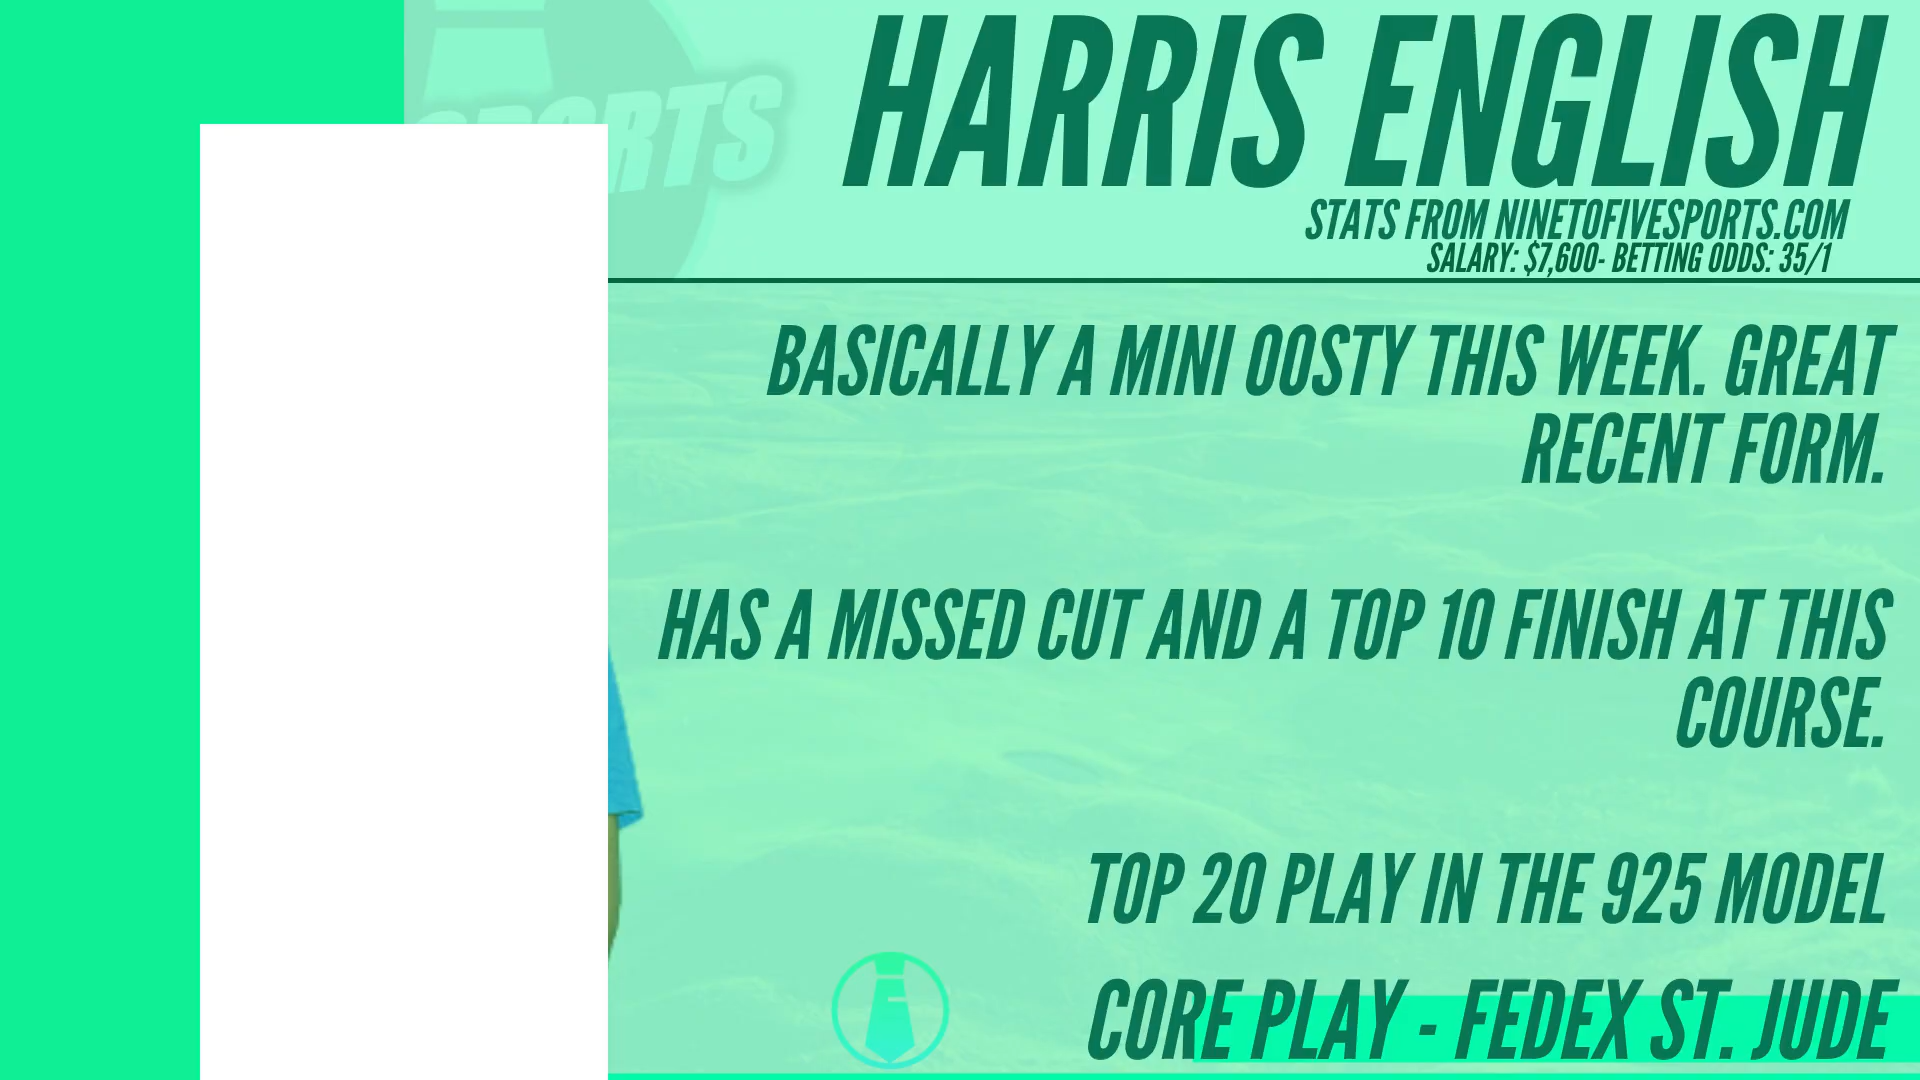 RTS
HARRIS ENGLISH
STATS FROM NINETOFIVESPORTS.COM
SALARY: $7,600- BETTING ODDS: 35/1
BASICALLY A MINI OOSTY THIS WEEK. GREAT
RECENT FORM.
HAS A MISSED CUT AND A TOP 10 FINISH AT THIS
COURSE.
TOP 20 PLAY IN THE 925 MODEL
CORE PLAY - FEDEX ST. JUDE